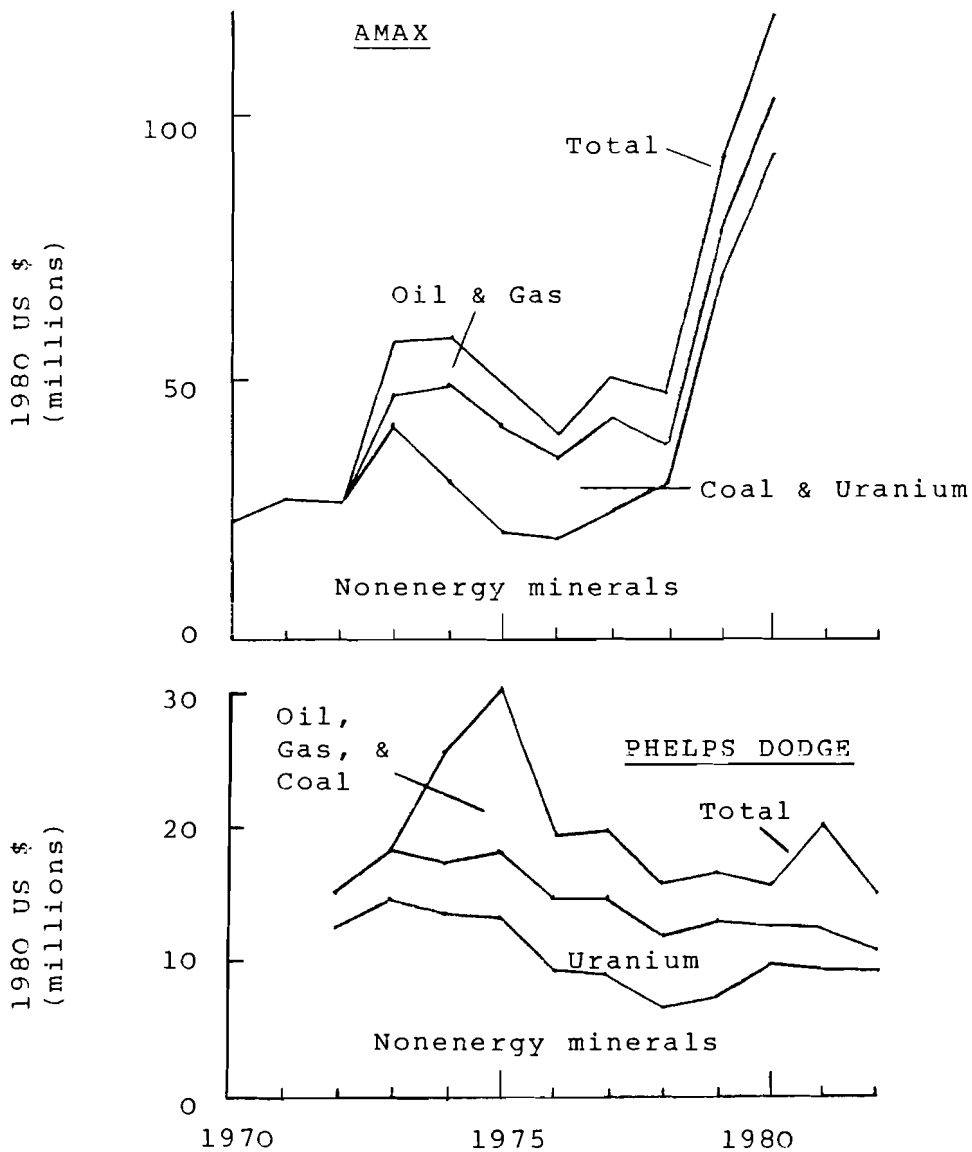 AMAX
100
Total
Oil & Gas
50
Coal & Uranium
Nonenergy minerals
0
1980 US $
(millions)
30
Oil,
Gas, &
Coal
PHELPS DODGE
Total
20
Uranium
10
Nonenergy minerals
0
1980 US $
(millions)
1970 1975 1980